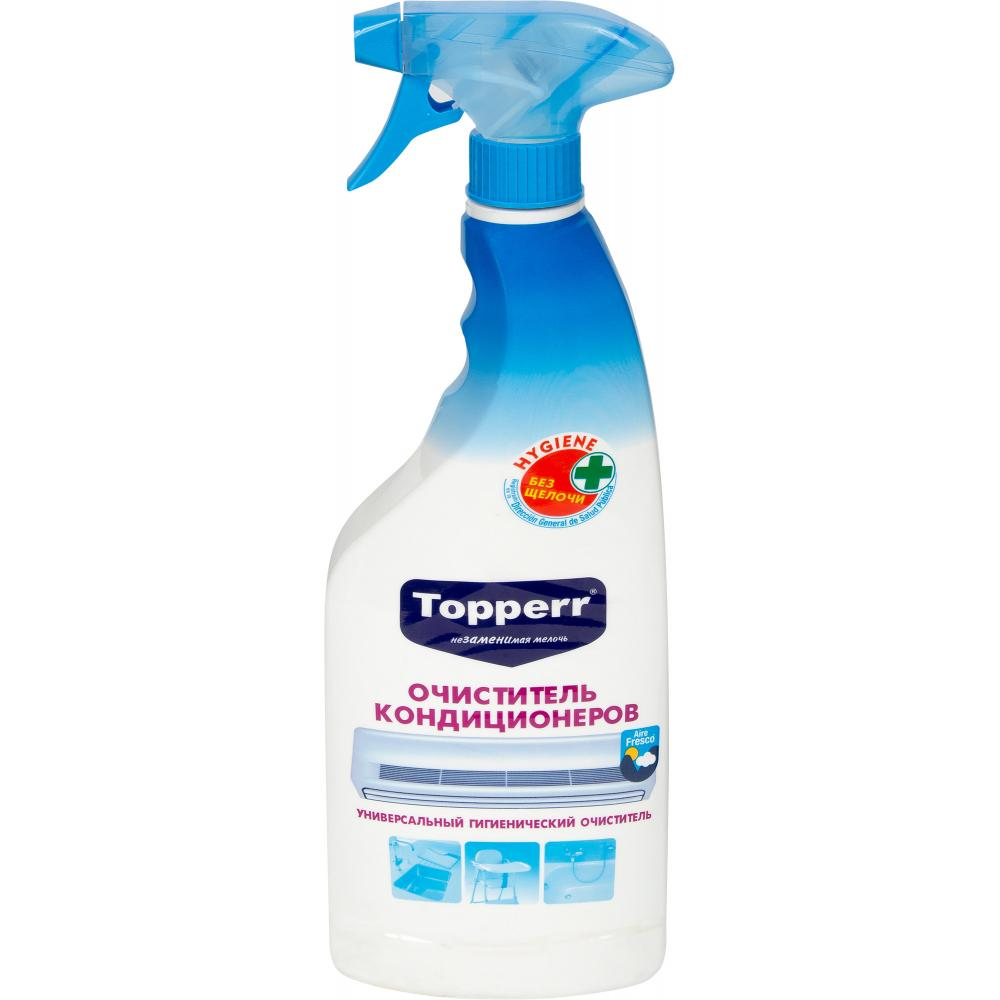 HYGIENE
БЕЗ
ЩЕЛОЧИ
Dirección General de Salud Pública
Topperr®
неЗАМЕНИмая мелочь
ОЧИСТИТЕЛЬ
КОНДИЦИОНЕРОВ
Aire
Fresco
УНИВЕРСАЛЬНЫЙ ГИГИЕНИЧЕСКИЙ ОЧИСТИТЕЛЬ